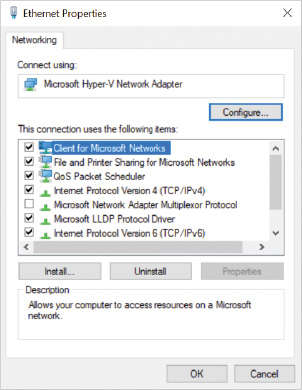 Ethernet Properties
Networking
Connect using:
Microsoft Hyper-V Network Adapter
Configure...
This connection uses the following items:
Client for Microsoft Networks
File and Printer Sharing for Microsoft Networks
QoS Packet Scheduler
Internet Protocol Version 4 (TCP/IPv4)
Microsoft Network Adapter Multiplexor Protocol
Microsoft LLDP Protocol Driver
Internet Protocol Version 6 (TCP/IPv6)
Install... Uninstall Properties
Description
Allows your computer to access resources on a Microsoft
network.
OK Cancel